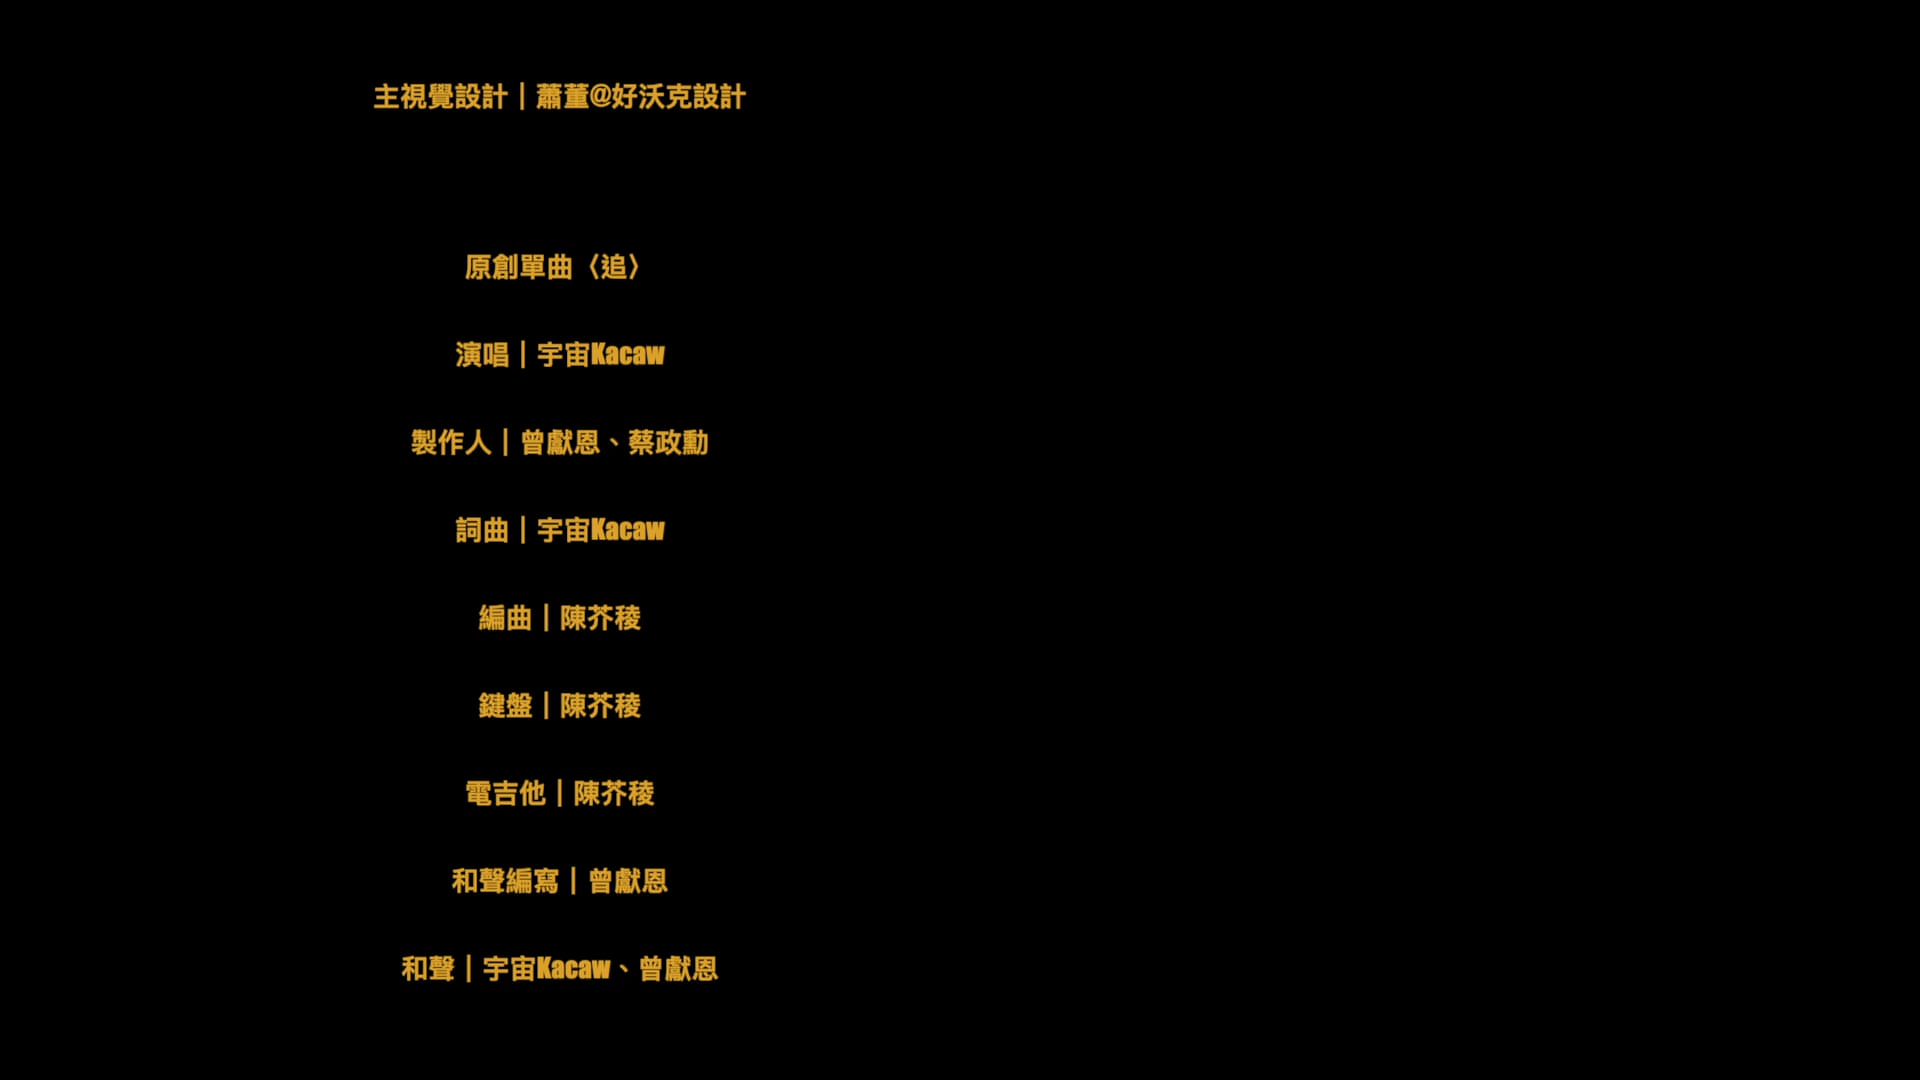 主視覺設計｜蕭董@好沃克設計
原創單曲〈追〉
演唱｜宇宙Kacaw
製作人｜曾獻恩、蔡政勳
詞曲｜宇宙Kacaw
編曲｜陳芥稜
鍵盤｜陳芥稜
電吉他｜陳芥稜
和聲編寫｜曾獻恩
和聲｜宇宙Kacaw、曾獻恩